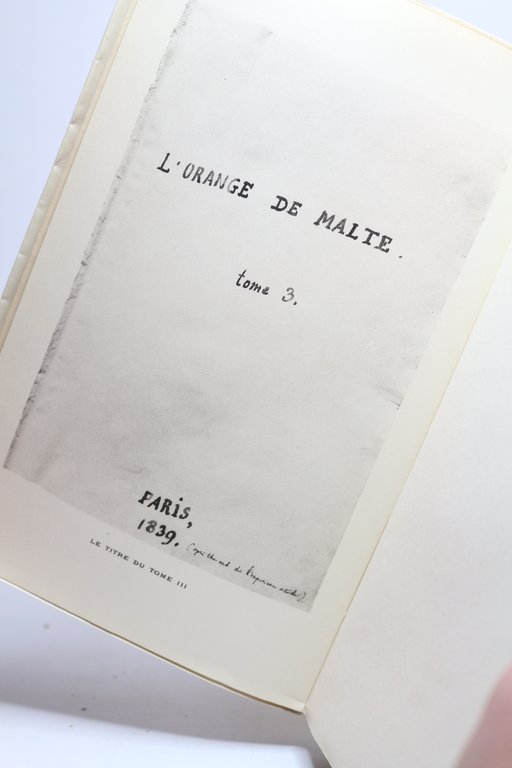 L'ORANGE DE MALTE.
tome 3.
PARIS,
1839.
LE TITRE DU TOME III